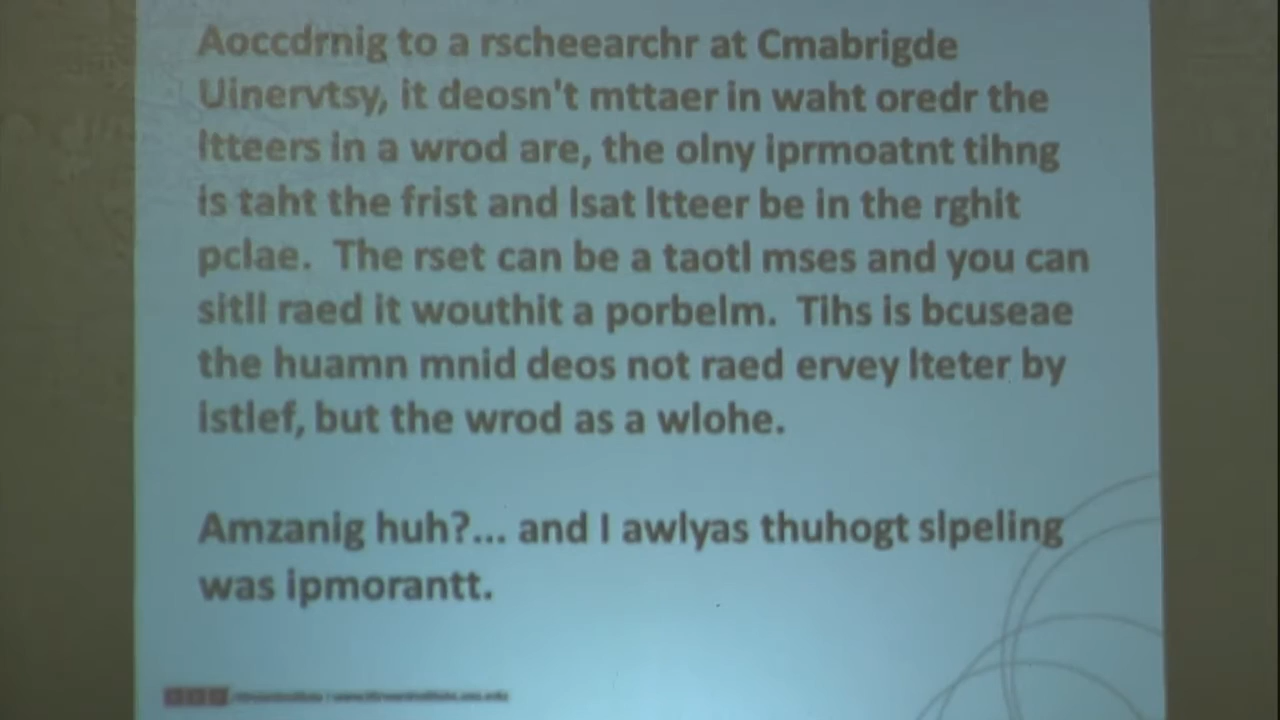 Aoccdrnig to a rscheearchr at Cmabrigde
Uinervtsy, it deosn't mttaer in waht oredr the
ltteers in a wrod are, the olny iprmoatnt tihng
is taht the frist and lsat ltteer be in the rghit
pclae. The rset can be a taotl mses and you can
sitll raed it wouthit a porbelm. Tihs is bcuseae
the huamn mnid deos not raed ervey lteter by
istlef, but the wrod as a wlohe.
Amzanig huh?... and I awlyas thuhogt slpeling
was ipmorantt.